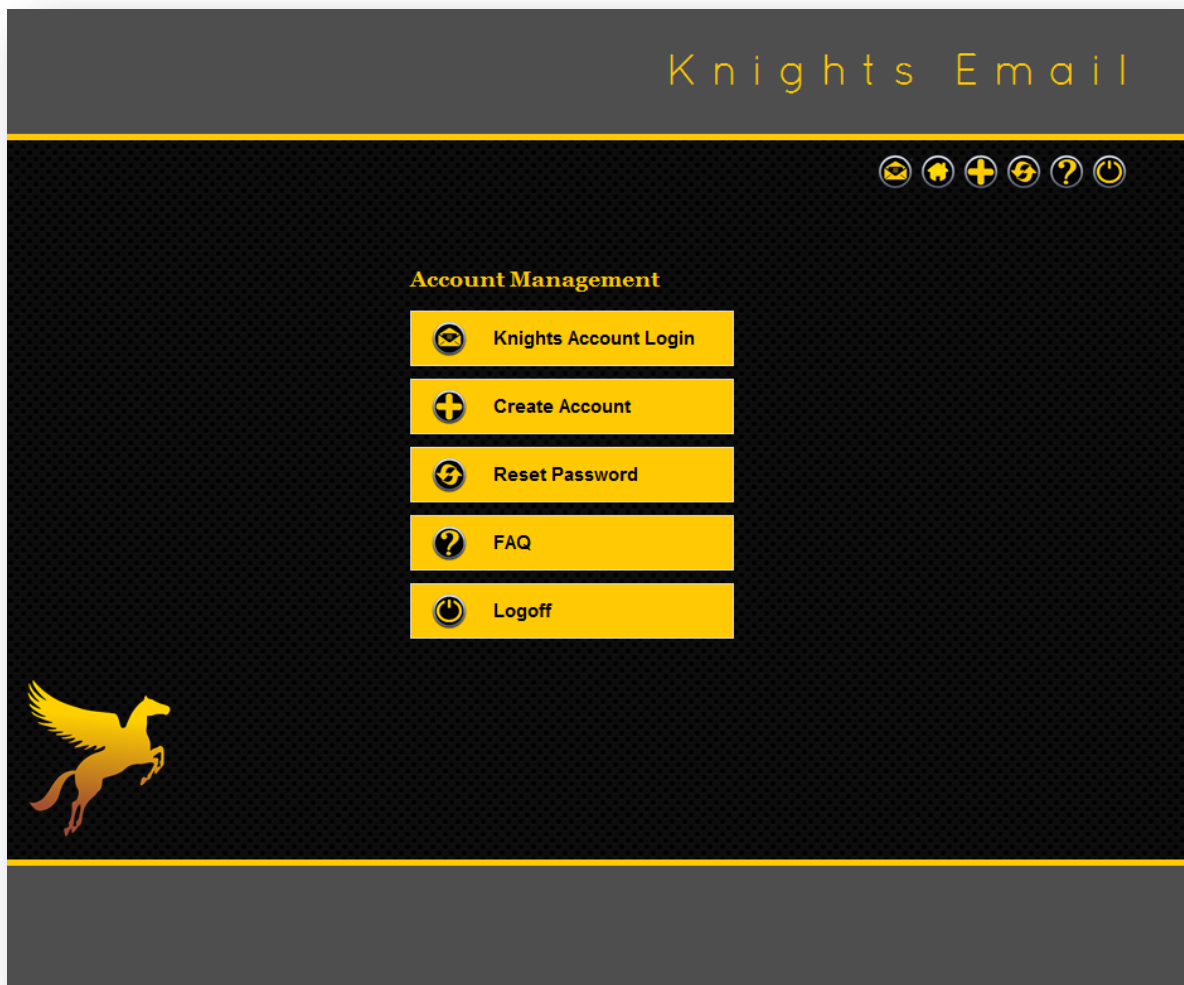 Knights Email
Account Management
Knights Account Login
Create Account
Reset Password
FAQ
Logoff